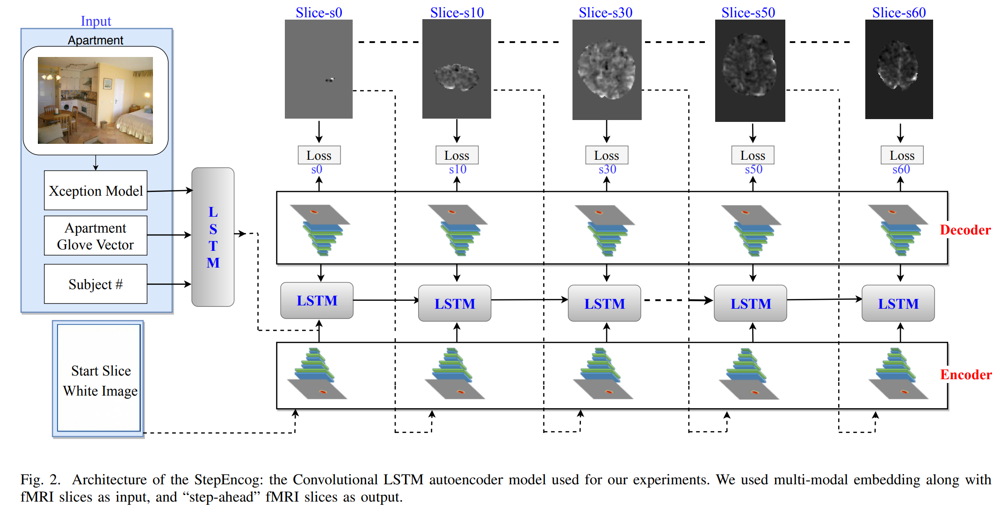 Input
Apartment
Xception Model
Apartment
Glove Vector
Subject #
L
S
T
M
Start Slice
White Image
Slice-s0
Slice-s10
Slice-s30
Slice-s50
Slice-s60
Loss
Loss
Loss
Loss
Loss
s0
s10
s30
s50
s60
Decoder
LSTM
LSTM
LSTM
LSTM
LSTM
Encoder
Fig. 2. Architecture of the StepEncog: the Convolutional LSTM autoencoder model used for our experiments. We used multi-modal embedding along with
fMRI slices as input, and “step-ahead” fMRI slices as output.